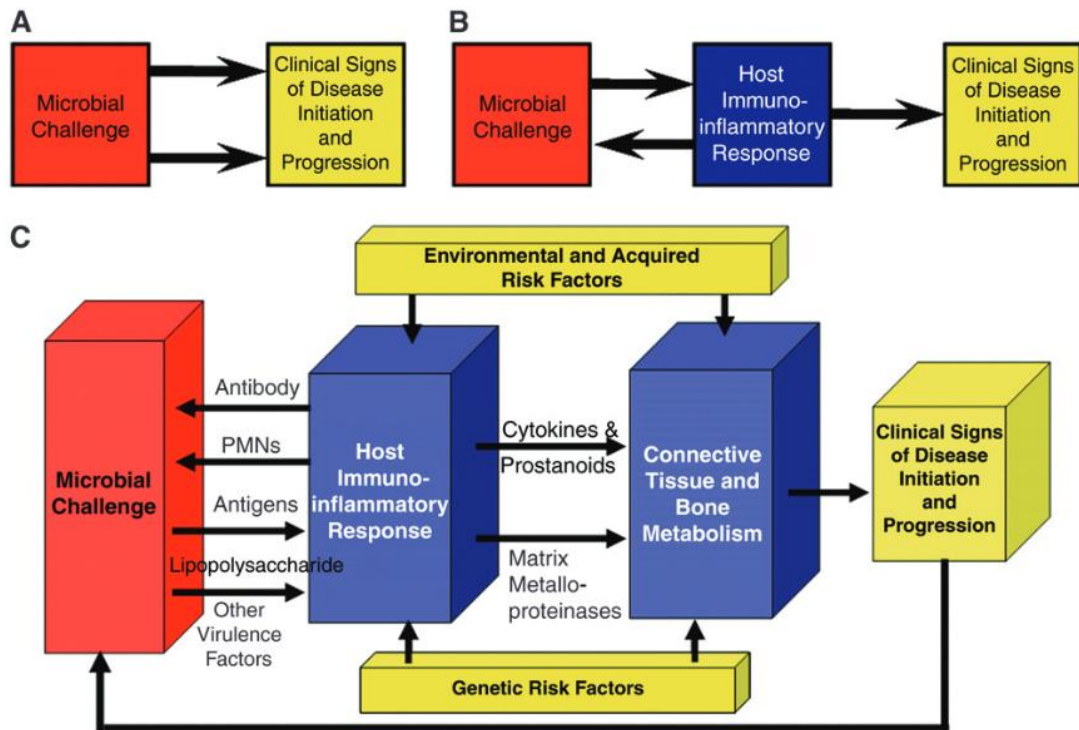 A
Microbial
Challenge
Clinical Signs
of Disease
Initiation
and
Progression
B
Microbial
Challenge
Host
Immuno-
inflammatory
Response
Clinical Signs
of Disease
Initiation
and
Progression
C
Environmental and Acquired
Risk Factors
Microbial
Challenge
Antibody
PMNs
Antigens
Lipopolysaccharide
Other
Virulence
Factors
Host
Immuno-
inflammatory
Response
Cytokines &
Prostanoids
Matrix
Metallo-
proteinases
Connective
Tissue and
Bone
Metabolism
Clinical Signs
of Disease
Initiation
and
Progression
Genetic Risk Factors